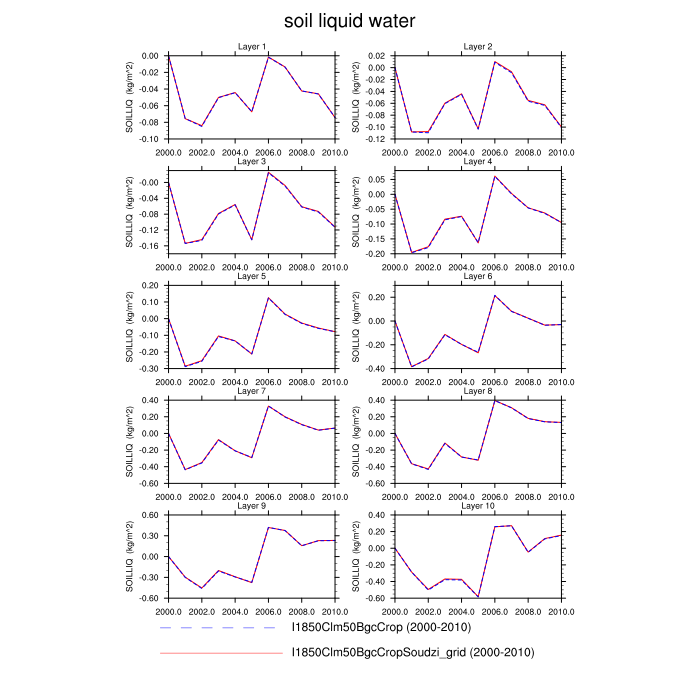 soil liquid water
Layer 1
Layer 2
SOILLIQ (kg/m^2)
0.00
-0.02
-0.04
-0.06
-0.08
-0.10
2000.0 2002.0 2004.0 2006.0 2008.0 2010.0
SOILLIQ (kg/m^2)
0.02
0.00
-0.02
-0.04
-0.06
-0.08
-0.10
-0.12
2000.0 2002.0 2004.0 2006.0 2008.0 2010.0
Layer 3
Layer 4
SOILLIQ (kg/m^2)
-0.00
-0.04
-0.08
-0.12
-0.16
2000.0 2002.0 2004.0 2006.0 2008.0 2010.0
SOILLIQ (kg/m^2)
0.05
0.00
-0.05
-0.10
-0.15
-0.20
2000.0 2002.0 2004.0 2006.0 2008.0 2010.0
Layer 5
Layer 6
SOILLIQ (kg/m^2)
0.20
0.10
0.00
-0.10
-0.20
-0.30
2000.0 2002.0 2004.0 2006.0 2008.0 2010.0
SOILLIQ (kg/m^2)
0.20
0.00
-0.20
-0.40
2000.0 2002.0 2004.0 2006.0 2008.0 2010.0
Layer 7
Layer 8
SOILLIQ (kg/m^2)
0.40
0.20
0.00
-0.20
-0.40
-0.60
2000.0 2002.0 2004.0 2006.0 2008.0 2010.0
SOILLIQ (kg/m^2)
0.40
0.20
0.00
-0.20
-0.40
-0.60
2000.0 2002.0 2004.0 2006.0 2008.0 2010.0
Layer 9
Layer 10
SOILLIQ (kg/m^2)
0.60
0.30
0.00
-0.30
-0.60
2000.0 2002.0 2004.0 2006.0 2008.0 2010.0
SOILLIQ (kg/m^2)
0.40
0.20
0.00
-0.20
-0.40
-0.60
2000.0 2002.0 2004.0 2006.0 2008.0 2010.0
I1850Clm50BgcCrop (2000-2010)
I1850Clm50BgcCropSoudzi_grid (2000-2010)